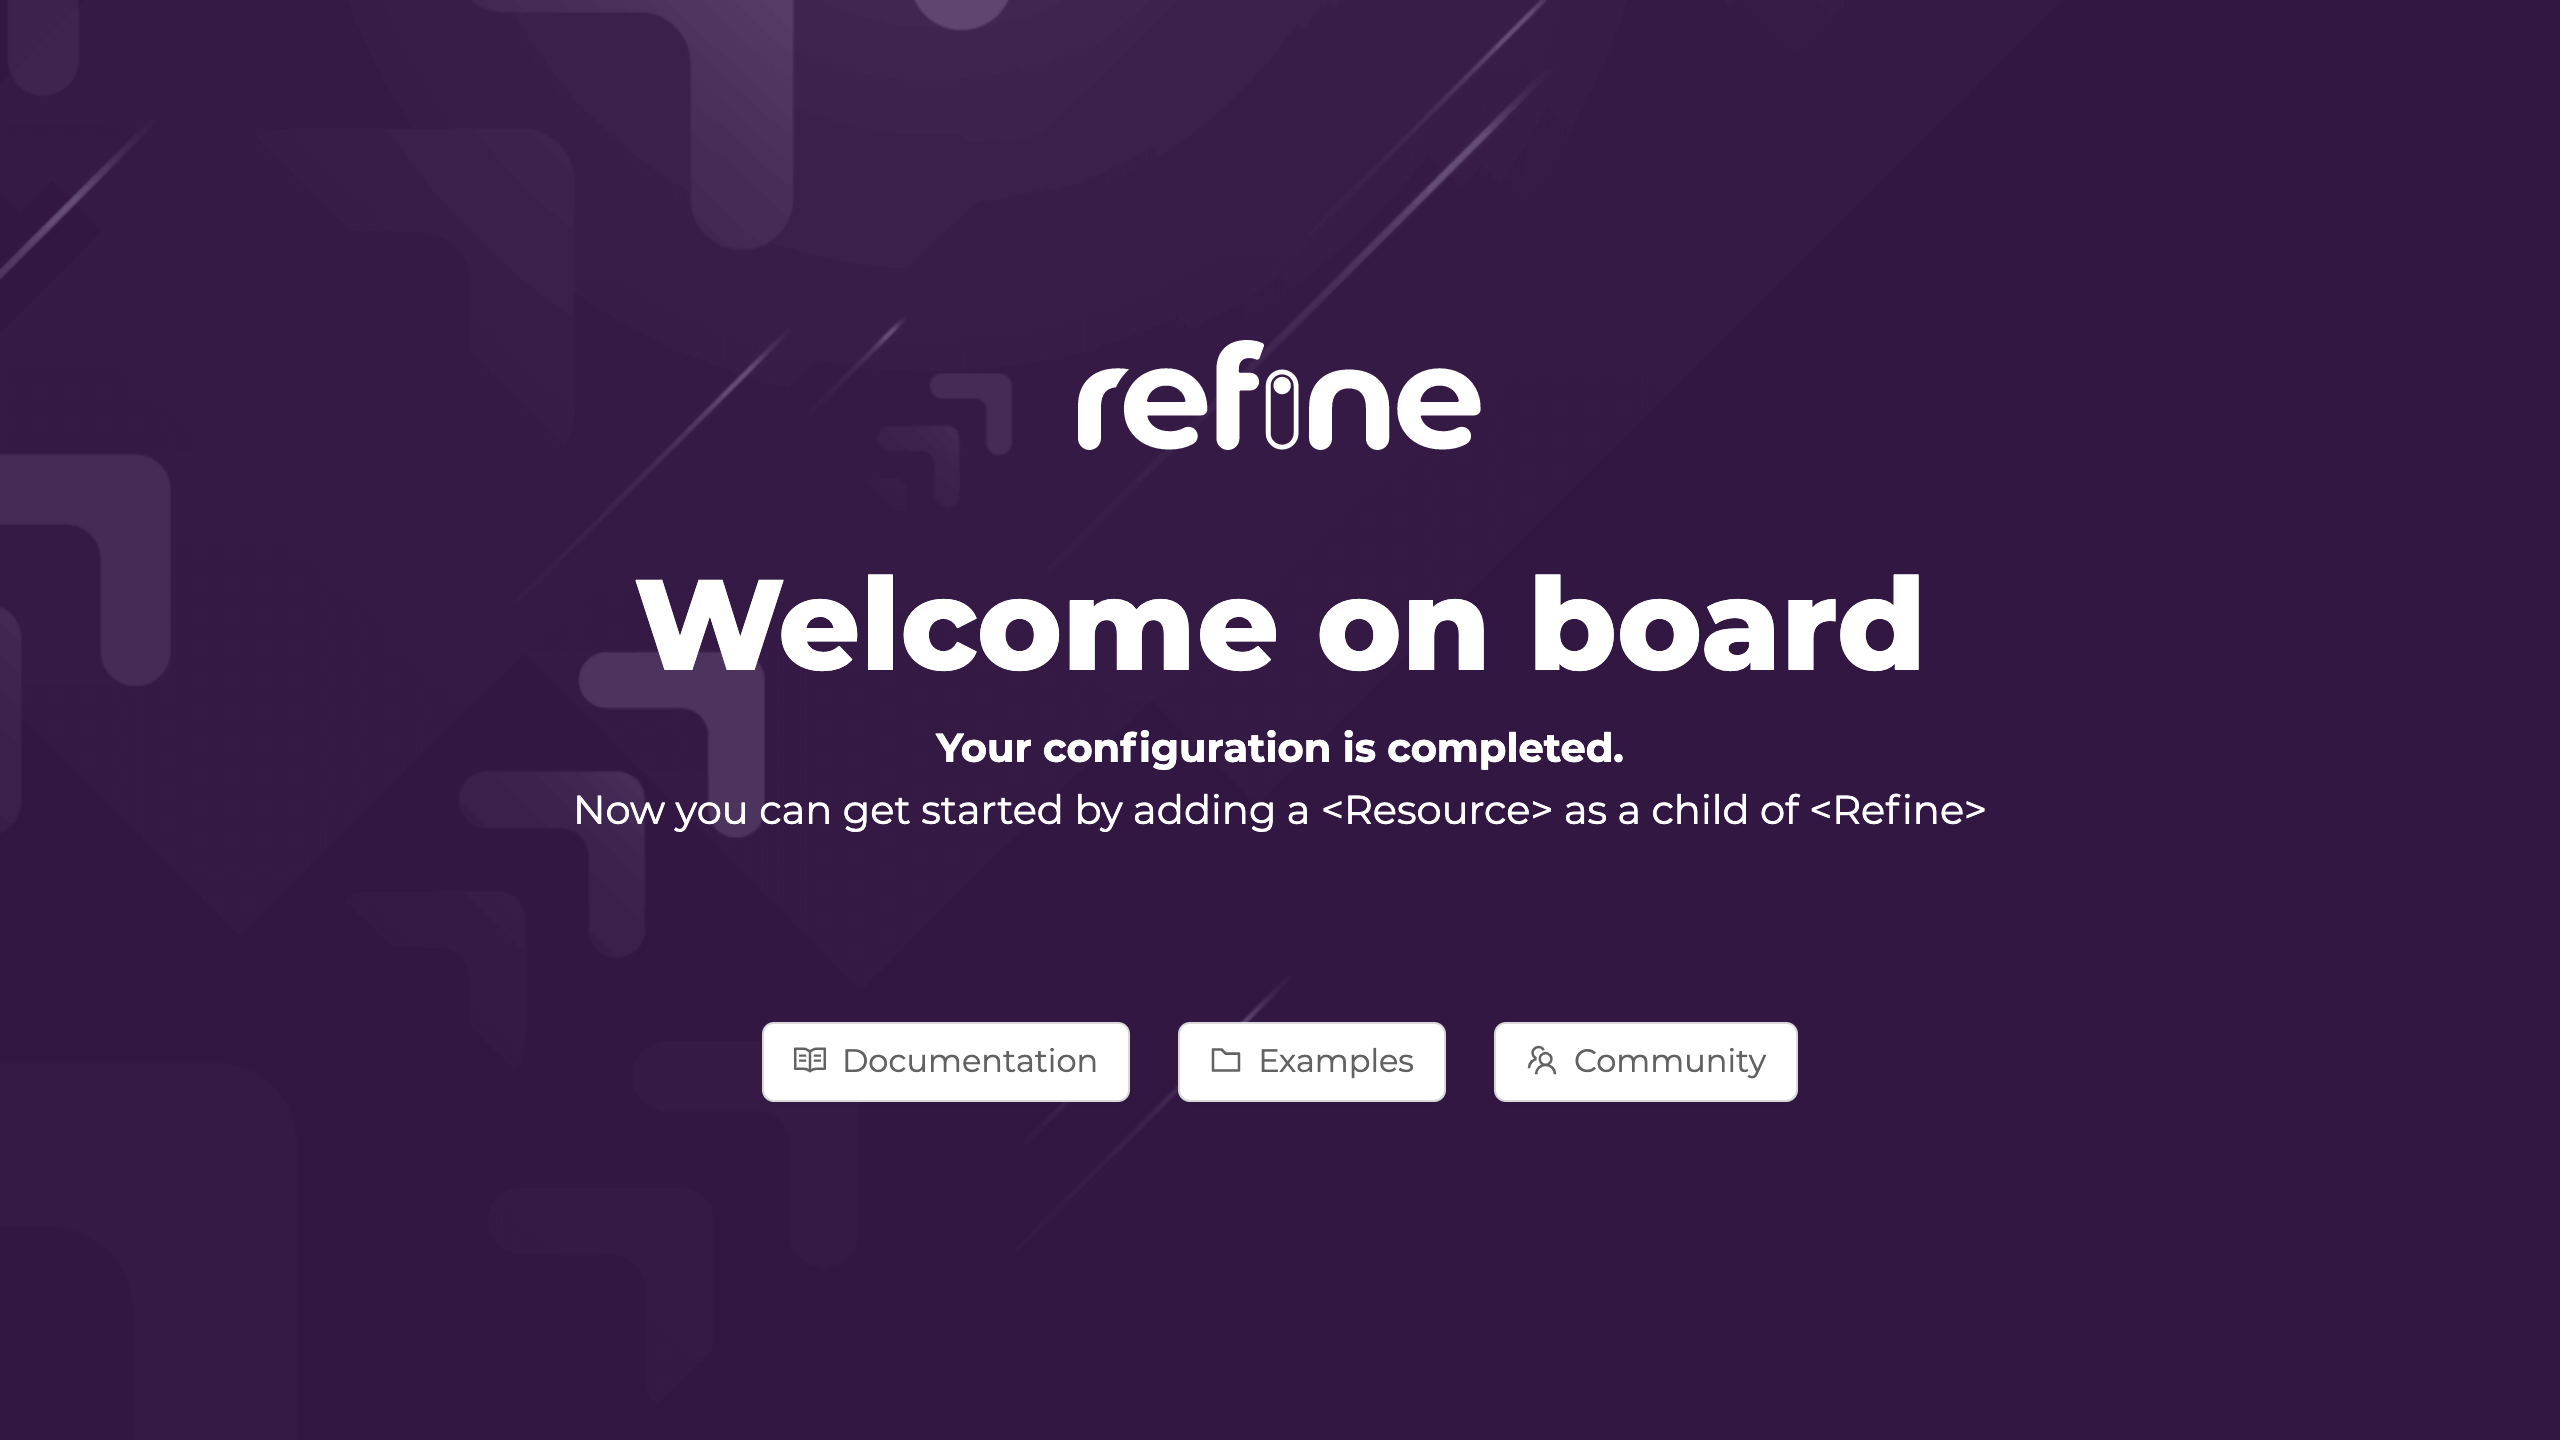 refine
Welcome on board
Your configuration is completed.
Now you can get started by adding a <Resource> as a child of <Refine>
Documentation
Examples
Community